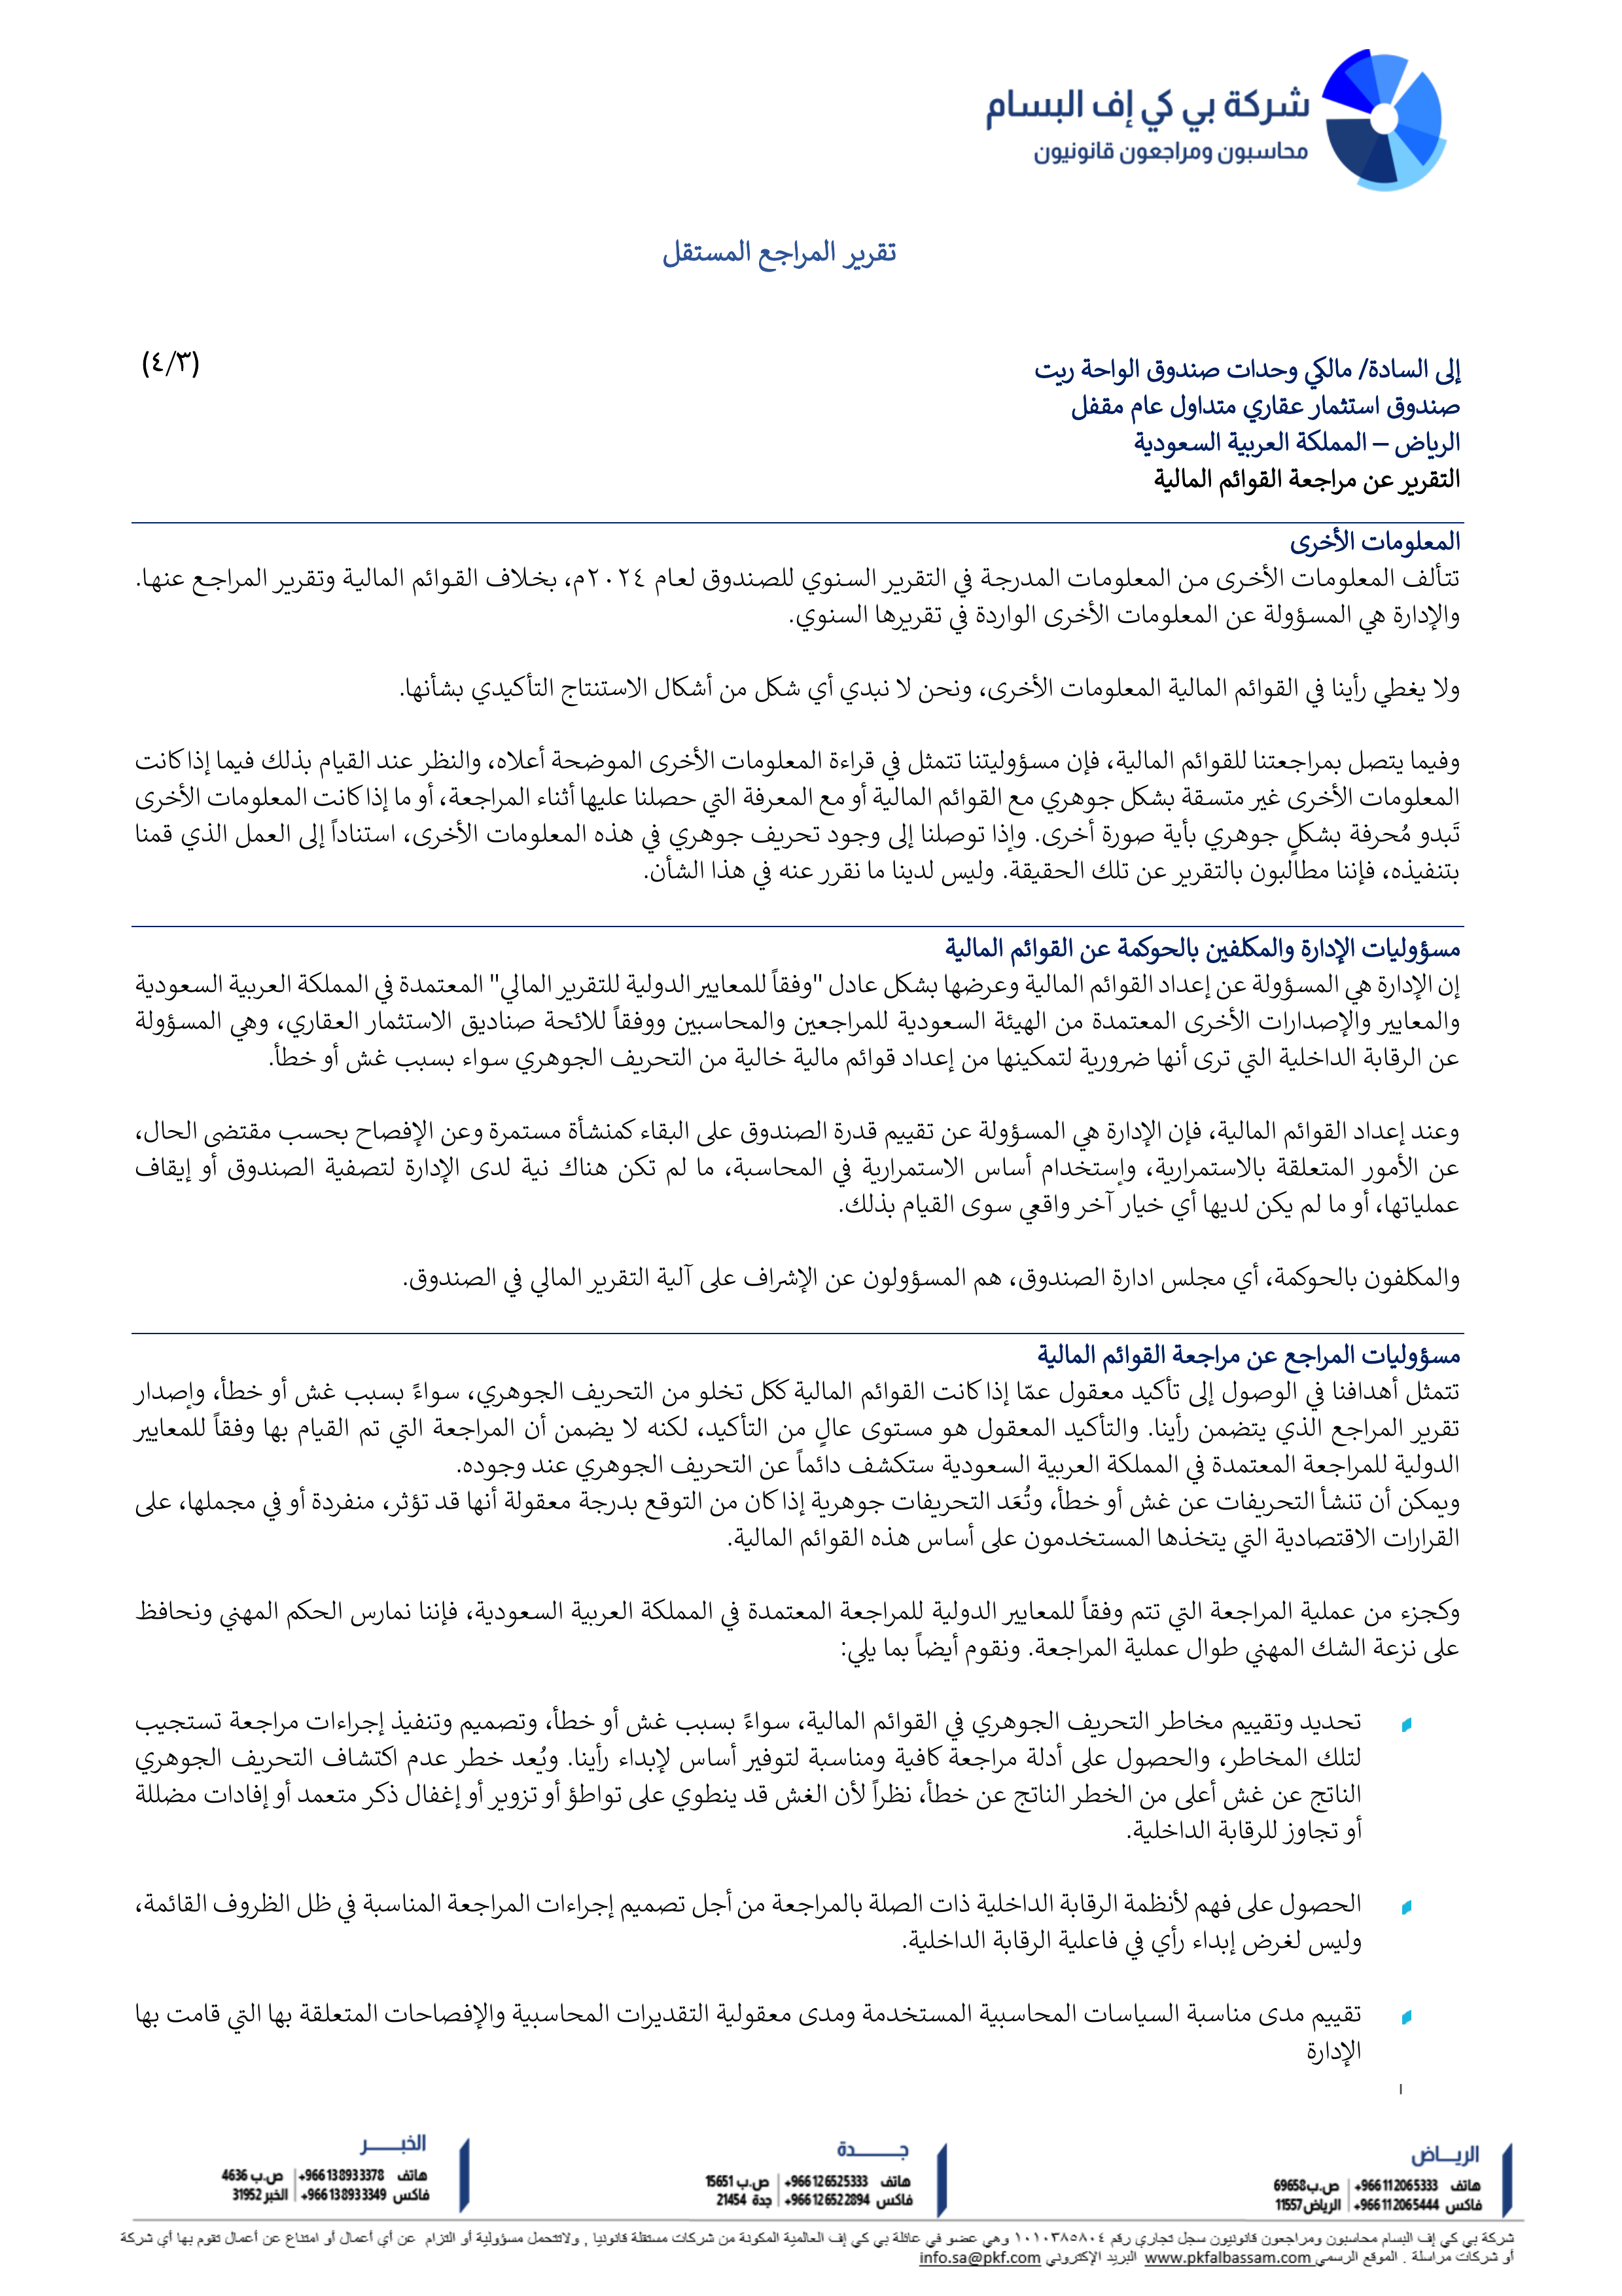 شركة بي كي إف البسام
محاسبون ومراجعون قانونيون
تقرير المراجع المستقل
(٤/٣)
إلى السادة/ مالكي وحدات صندوق الواحة ريت
صندوق استثمار عقاري متداول عام مقفل
الرياض – المملكة العربية السعودية
التقرير عن مراجعة القوائم المالية
المعلومات الأخرى
تتألف المعلومات الأخرى من المعلومات المدرجة في التقرير السنوي للصندوق لعام ٢٠٢٤م، بخلاف القوائم المالية وتقرير المراجع عنها.
والإدارة هي المسؤولة عن المعلومات الأخرى الواردة في تقريرها السنوي.
ولا يغطي رأينا في القوائم المالية المعلومات الأخرى، ونحن لا نبدي أي شكل من أشكال الاستنتاج التأكيدي بشأنها.
وفيما يتصل بمراجعتنا للقوائم المالية، فإن مسؤوليتنا تتمثل في قراءة المعلومات الأخرى الموضحة أعلاه، والنظر عند القيام بذلك فيما إذا كانت
المعلومات الأخرى غير متسقة بشكل جوهري مع القوائم المالية أو مع المعرفة التي حصلنا عليها أثناء المراجعة، أو ما إذا كانت المعلومات الأخرى
تَبدو مُحرفة بشكلٍ جوهري بأية صورة أخرى. وإذا توصلنا إلى وجود تحريف جوهري في هذه المعلومات الأخرى، استناداً إلى العمل الذي قمنا
بتنفيذه، فإننا مطالبون بالتقرير عن تلك الحقيقة. وليس لدينا ما نقرر عنه في هذا الشأن.
مسؤوليات الإدارة والمكلفين بالحوكمة عن القوائم المالية
إن الإدارة هي المسؤولة عن إعداد القوائم المالية وعرضها بشكل عادل "وفقاً للمعايير الدولية للتقرير المالي" المعتمدة في المملكة العربية السعودية
والمعايير والإصدارات الأخرى المعتمدة من الهيئة السعودية للمراجعين والمحاسبين ووفقاً للائحة صناديق الاستثمار العقاري، وهي المسؤولة
عن الرقابة الداخلية التي ترى أنها ضرورية لتمكينها من إعداد قوائم مالية خالية من التحريف الجوهري سواء بسبب غش أو خطأ.
وعند إعداد القوائم المالية، فإن الإدارة هي المسؤولة عن تقييم قدرة الصندوق على البقاء كمنشأة مستمرة وعن الإفصاح بحسب مقتضى الحال،
عن الأمور المتعلقة بالاستمرارية، وإستخدام أساس الاستمرارية في المحاسبة، ما لم تكن هناك نية لدى الإدارة لتصفية الصندوق أو إيقاف
عملياتها، أو ما لم يكن لديها أي خيار آخر واقعي سوى القيام بذلك.
والمكلفون بالحوكمة، أي مجلس ادارة الصندوق، هم المسؤولون عن الإشراف على آلية التقرير المالي في الصندوق.
مسؤوليات المراجع عن مراجعة القوائم المالية
تتمثل أهدافنا في الوصول إلى تأكيد معقول عمّا إذا كانت القوائم المالية ككل تخلو من التحريف الجوهري، سواءً بسبب غش أو خطأ، وإصدار
تقرير المراجع الذي يتضمن رأينا. والتأكيد المعقول هو مستوى عالٍ من التأكيد، لكنه لا يضمن أن المراجعة التي تم القيام بها وفقاً للمعايير
الدولية للمراجعة المعتمدة في المملكة العربية السعودية ستكشف دائماً عن التحريف الجوهري عند وجوده.
ويمكن أن تنشأ التحريفات عن غش أو خطأ، وتُعَد التحريفات جوهرية إذا كان من التوقع بدرجة معقولة أنها قد تؤثر، منفردة أو في مجملها، على
القرارات الاقتصادية التي يتخذها المستخدمون على أساس هذه القوائم المالية.
وكجزء من عملية المراجعة التي تتم وفقاً للمعايير الدولية للمراجعة المعتمدة في المملكة العربية السعودية، فإننا نمارس الحكم المهني ونحافظ
على نزعة الشك المهني طوال عملية المراجعة. ونقوم أيضاً بما يلي:
تحديد وتقييم مخاطر التحريف الجوهري في القوائم المالية، سواءً بسبب غش أو خطأ، وتصميم وتنفيذ إجراءات مراجعة تستجيب
لتلك المخاطر، والحصول على أدلة مراجعة كافية ومناسبة لتوفير أساس لإبداء رأينا. ويُعد خطر عدم اكتشاف التحريف الجوهري
الناتج عن غش أعلى من الخطر الناتج عن خطأ، نظراً لأن الغش قد ينطوي على تواطؤ أو تزوير أو إغفال ذكر متعمد أو إفادات مضللة
أو تجاوز للرقابة الداخلية.
الحصول على فهم لأنظمة الرقابة الداخلية ذات الصلة بالمراجعة من أجل تصميم إجراءات المراجعة المناسبة في ظل الظروف القائمة،
وليس لغرض إبداء رأي في فاعلية الرقابة الداخلية.
تقييم مدى مناسبة السياسات المحاسبية المستخدمة ومدى معقولية التقديرات المحاسبية والإفصاحات المتعلقة بها التي قامت بها
الإدارة
ا
الريــاض
هاتف +966112065333 | ص.ب 69658
فاكس +966112065444 | الرياض 11557
جــــدة
هاتف +966126525333 | ص.ب 15651
فاكس +966126522894 | جدة 21454
الخبــــر
هاتف +966138933378 | ص.ب 4636
فاكس +966138933349 | الخبر 31952
شركة بي كي إف البسام محاسبون ومراجعون قانونيون سجل تجاري رقم ١٠١٠٣٨٥٨٠٤ وهي عضو في عائلة بي كي إف العالمية المكونة من شركات مستقلة قانونيا , ولاتتحمل مسؤولية أو التزام عن أي أعمال أو امتناع عن أعمال تقوم بها أي شركة
أو شركات مراسلة . الموقع الرسمي www.pkfalbassam.com البريد الإلكتروني info.sa@pkf.com